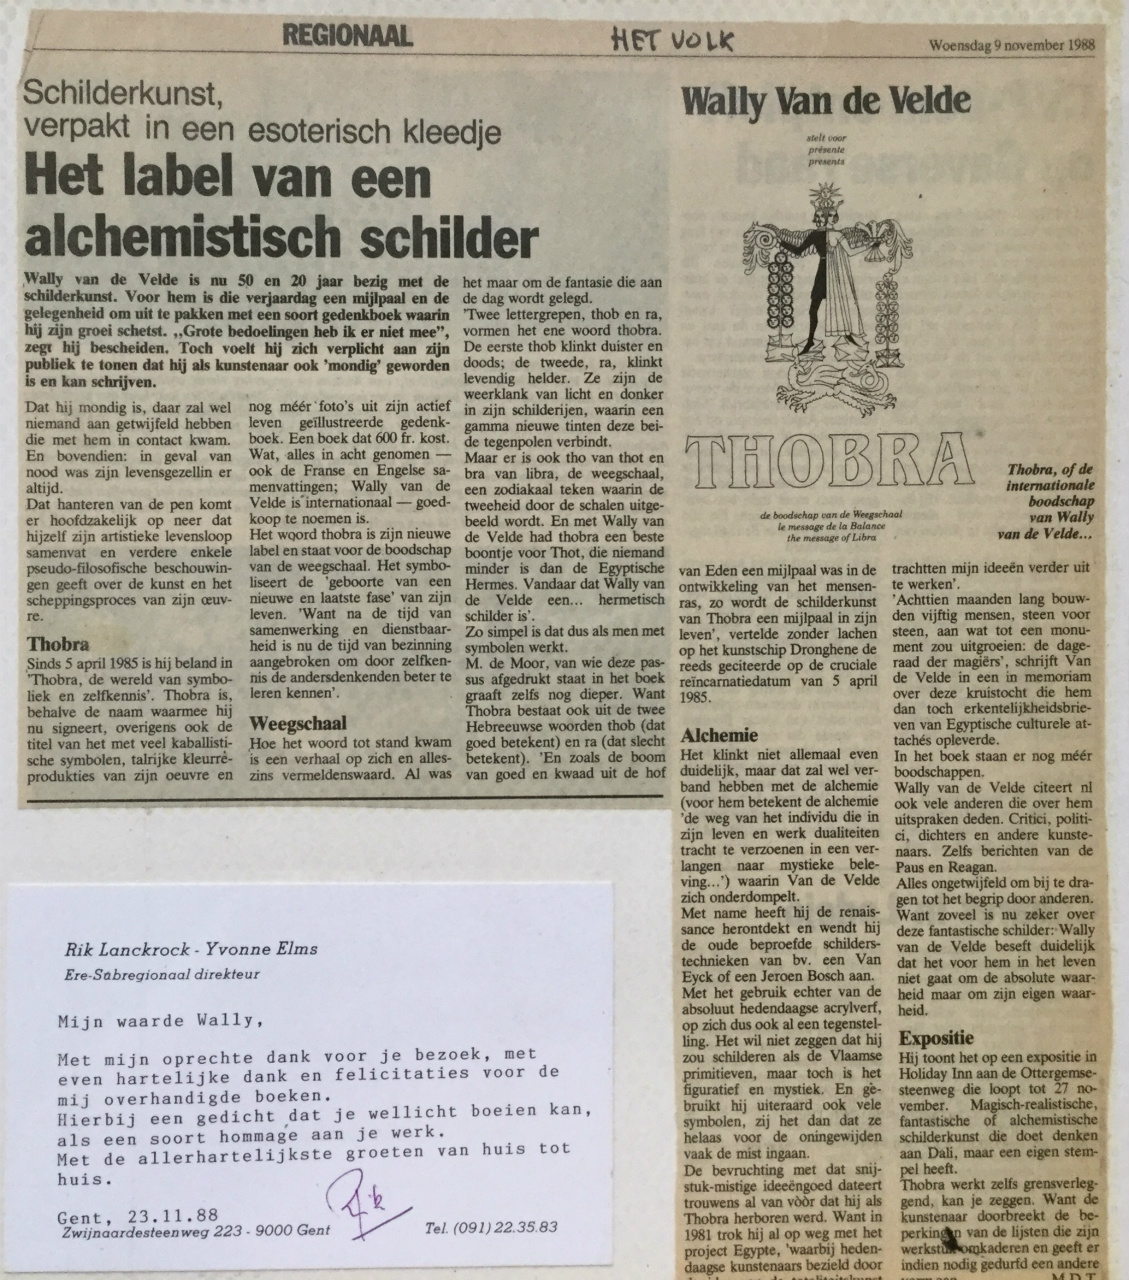 REGIONAAL
HET VOLK
Woensdag 9 november 1988
Schilderkunst,
verpakt in een esoterisch kleedje
Het label van een
alchemistisch schilder
Wally van de Velde is nu 50 en 20 jaar bezig met de
schilderkunst. Voor hem is die verjaardag een mijlpaal en de
gelegenheid om uit te pakken met een soort gedenkboek waarin
hij zijn groei schetst. „Grote bedoelingen heb ik er niet mee”,
zegt hij bescheiden. Toch voelt hij zich verplicht aan zijn
publiek te tonen dat hij als kunstenaar ook 'mondig' geworden
is en kan schrijven.
Dat hij mondig is, daar zal wel
niemand aan getwijfeld hebben
die met hem in contact kwam.
En bovendien: in geval van
nood was zijn levensgezellin er
altijd.
Dat hanteren van de pen komt
er hoofdzakelijk op neer dat
hijzelf zijn artistieke levensloop
samenvat en verdere enkele
pseudo-filosofische beschouwin-
gen geeft over de kunst en het
scheppingsproces van zijn œuv-
re.
Thobra
Sinds 5 april 1985 is hij beland in
'Thobra, de wereld van symbo-
liek en zelfkennis'. Thobra is,
behalve de naam waarmee hij
nu signeert, overigens ook de
titel van het met veel kaballisti-
sche symbolen, talrijke kleurre-
produkties van zijn oeuvre en
nog méér foto's uit zijn actief
leven geïllustreerde gedenk-
boek. Een boek dat 600 fr. kost.
Wat, alles in acht genomen —
ook de Franse en Engelse sa-
menvattingen; Wally van de
Velde is internationaal — goed-
koop te noemen is.
Het woord thobra is zijn nieuwe
label en staat voor de boodschap
van de weegschaal. Het symbo-
liseert de 'geboorte van een
nieuwe en laatste fase' van zijn
leven. 'Want na de tijd van
samenwerking en dienstbaar-
heid is nu de tijd van bezinning
aangebroken om door zelfken-
nis de andersdenkenden beter te
leren kennen'.
Weegschaal
Hoe het woord tot stand kwam
is een verhaal op zich en alles-
zins vermeldenswaard. Al was
het maar om de fantasie die aan
de dag wordt gelegd.
'Twee lettergrepen, thob en ra,
vormen het ene woord thobra.
De eerste thob klinkt duister en
doods; de tweede, ra, klinkt
levendig helder. Ze zijn de
weerklank van licht en donker
in zijn schilderijen, waarin een
gamma nieuwe tinten deze bei-
de tegenpolen verbindt.
Maar er is ook tho van thot en
bra van libra, de weegschaal,
een zodiakaal teken waarin de
tweeheid door de schalen uitge-
beeld wordt. En met Wally van
de Velde had thobra een beste
boontje voor Thot, die niemand
minder is dan de Egyptische
Hermes. Vandaar dat Wally van
de Velde een... hermetisch
schilder is'.
Zo simpel is dat dus als men met
symbolen werkt.
M. de Moor, van wie deze pas-
sus afgedrukt staat in het boek
graaft zelfs nog dieper. Want
Thobra bestaat ook uit de twee
Hebreeuwse woorden thob (dat
goed betekent) en ra (dat slecht
betekent). 'En zoals de boom
van goed en kwaad uit de hof
Wally Van de Velde
stelt voor
présente
presents
THOBRA
de boodschap van de Weegschaal
le message de la Balance
the message of Libra
Thobra, of de
internationale
boodschap
van Wally
van de Velde...
van Eden een mijlpaal was in de
ontwikkeling van het mensen-
ras, zo wordt de schilderkunst
van Thobra een mijlpaal in zijn
leven', vertelde zonder lachen
op het kunstschip Dronghene de
reeds geciteerde op de cruciale
reïncarnatiedatum van 5 april
1985.
Alchemie
Het klinkt niet allemaal even
duidelijk, maar dat zal wel ver-
band hebben met de alchemie
(voor hem betekent de alchemie
'de weg van het individu die in
zijn leven en werk dualiteiten
tracht te verzoenen in een ver-
langen naar mystieke bele-
ving...') waarin Van de Velde
zich onderdompelt.
Met name heeft hij de renais-
sance herontdekt en wendt hij
de oude beproefde schilders-
technieken van bv. een Van
Eyck of een Jeroen Bosch aan.
Met het gebruik echter van de
absoluut hedendaagse acrylverf,
op zich dus ook al een tegenstel-
ling. Het wil niet zeggen dat hij
zou schilderen als de Vlaamse
primitieven, maar toch is het
figuratief en mystiek. En ge-
bruikt hij uiteraard ook vele
symbolen, zij het dan dat ze
helaas voor de oningewijden
vaak de mist ingaan.
De bevruchting met dat snij-
stuk-mistige ideeëngoed dateert
trouwens al van vòòr dat hij als
Thobra herboren werd. Want in
1981 trok hij al op weg met het
project Egypte, 'waarbij heden-
daagse kunstenaars bezield door
trachtten mijn ideeën verder uit
te werken'.
'Achttien maanden lang bouw-
den vijftig mensen, steen voor
steen, aan wat tot een monu-
ment zou uitgroeien: de dage-
raad der magiërs', schrijft Van
de Velde in een in memoriam
over deze kruistocht die hem
dan toch erkentelijkheidsbrie-
ven van Egyptische culturele at-
tachés opleverde.
In het boek staan er nog méér
boodschappen.
Wally van de Velde citeert nl
ook vele anderen die over hem
uitspraken deden. Critici, politi-
ci, dichters en andere kunste-
naars. Zelfs berichten van de
Paus en Reagan.
Alles ongetwijfeld om bij te dra-
gen tot het begrip door anderen.
Want zoveel is nu zeker over
deze fantastische schilder: Wally
van de Velde beseft duidelijk
dat het voor hem in het leven
niet gaat om de absolute waar-
heid maar om zijn eigen waar-
heid.
Expositie
Hij toont het op een expositie in
Holiday Inn aan de Ottergemse-
steenweg die loopt tot 27 no-
vember. Magisch-realistische,
fantastische of alchemistische
schilderkunst die doet denken
aan Dali, maar een eigen stem-
pel heeft.
Thobra werkt zelfs grensverleg-
gend, kan je zeggen. Want de
kunstenaar doorbreekt de be-
perkingen van de lijsten die zijn
werkstuk omkaderen en geeft er
indien nodig gedurfd een andere
M.D.T.
Rik Lanckrock - Yvonne Elms
Ere-Sabregionaal direkteur
Mijn waarde Wally,
Met mijn oprechte dank voor je bezoek, met
even hartelijke dank en felicitaties voor de
mij overhandigde boeken.
Hierbij een gedicht dat je wellicht boeien kan,
als een soort hommage aan je werk.
Met de allerhartelijkste groeten van huis tot
huis.
Rik
Gent, 23.11.88
Zwijnaardesteenweg 223 - 9000 Gent
Tel. (091) 22.35.83